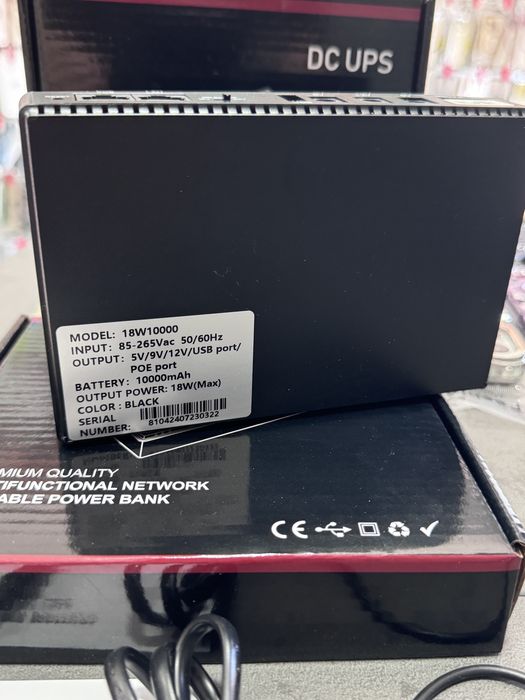 DC UPS
MODEL: 18W10000
INPUT: 85-265Vac 50/60Hz
OUTPUT: 5V/9V/12V/USB port/
POE port
BATTERY: 10000mAh
OUTPUT POWER: 18W(Max)
COLOR : BLACK
SERIAL
NUMBER: 81042407230322
MIUM QUALITY
TIFUNCTIONAL NETWORK
ABLE POWER BANK
CE